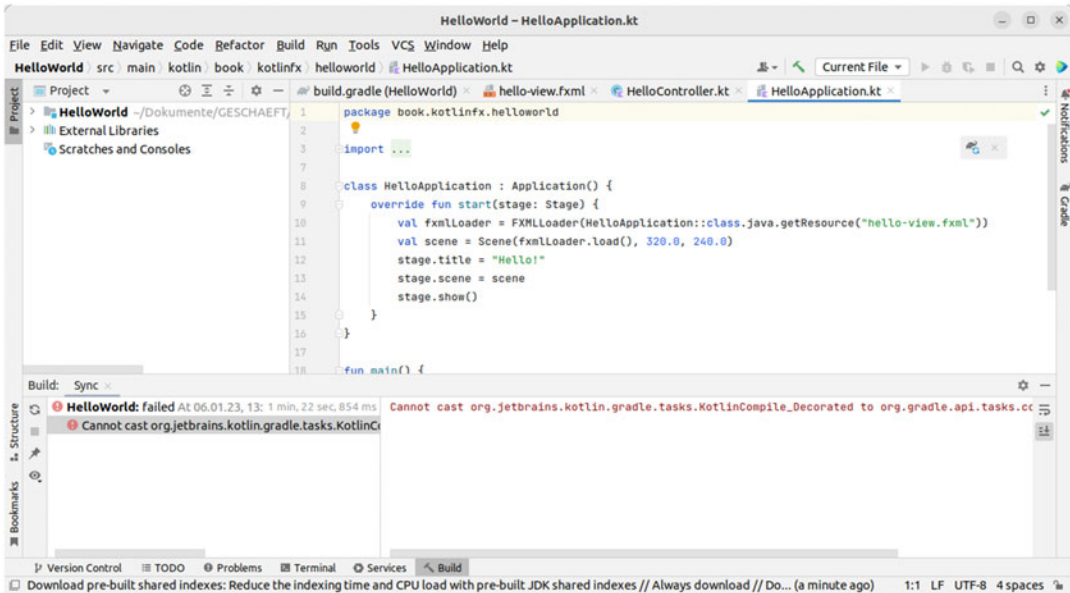 HelloWorld – HelloApplication.kt
File Edit View Navigate Code Refactor Build Run Tools VCS Window Help
HelloWorld src main kotlin book kotlinfx helloworld HelloApplication.kt Current File
Project build.gradle (HelloWorld) hello-view.fxml HelloController.kt HelloApplication.kt
Project
Notifications
Gradle
HelloWorld ~/Dokumente/GESCHAEFT/
External Libraries
Scratches and Consoles
1 package book.kotlinfx.helloworld
2
3 import ...
7
8 class HelloApplication : Application() {
9 override fun start(stage: Stage) {
10 val fxmlLoader = FXMLLoader(HelloApplication::class.java.getResource("hello-view.fxml"))
11 val scene = Scene(fxmlLoader.load(), 320.0, 240.0)
12 stage.title = "Hello!"
13 stage.scene = scene
14 stage.show()
15 }
16 }
17
18 fun main() {
Build: Sync
HelloWorld: failed At 06.01.23, 13: 1 min, 22 sec, 854 ms
Cannot cast org.jetbrains.kotlin.gradle.tasks.KotlinCo
Cannot cast org.jetbrains.kotlin.gradle.tasks.KotlinCompile_Decorated to org.gradle.api.tasks.co
Structure
Bookmarks
Version Control TODO Problems Terminal Services Build
Download pre-built shared indexes: Reduce the indexing time and CPU load with pre-built JDK shared indexes // Always download // Do... (a minute ago) 1:1 LF UTF-8 4 spaces